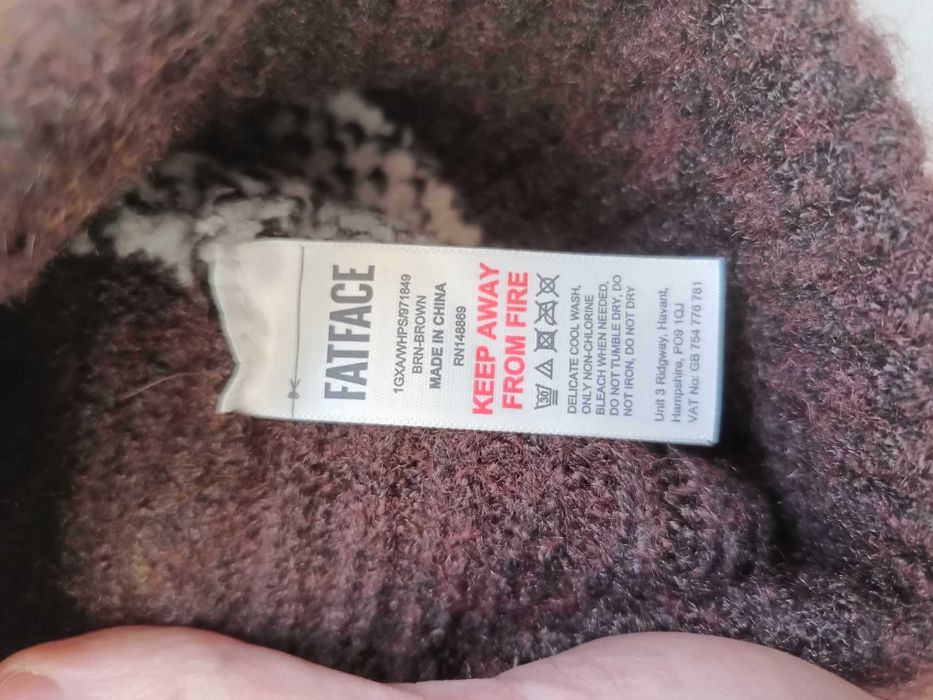 FATFACE
1GXA/WHPS/971849
BRN-BROWN
MADE IN CHINA
RN148869
KEEP AWAY
FROM FIRE
30
DELICATE COOL WASH,
ONLY NON-CHLORINE
BLEACH WHEN NEEDED,
DO NOT TUMBLE DRY, DO
NOT IRON, DO NOT DRY
Unit 3 Ridgway, Havant,
Hampshire, PO9 1QJ
VAT No: GB 754 776 781